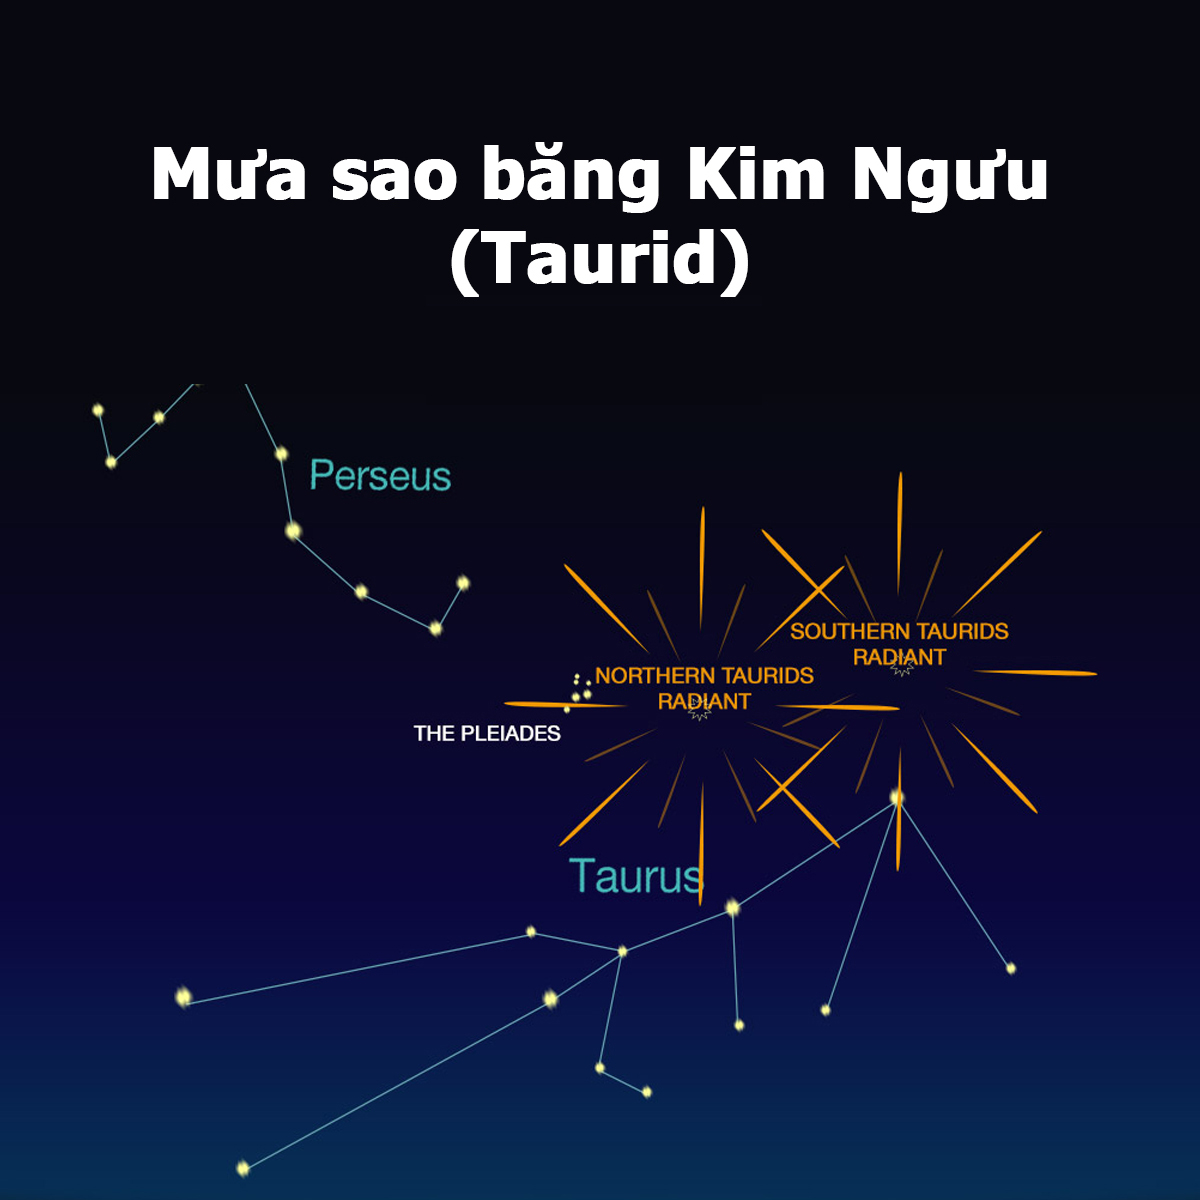 Mưa sao băng Kim Ngưu
(Taurid)
Perseus
SOUTHERN TAURIDS
RADIANT
NORTHERN TAURIDS
RADIANT
THE PLEIADES
Taurus